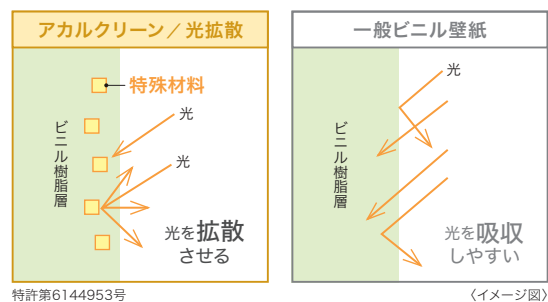 アカルクリーン/光拡散
特殊材料
光
光
ビニル樹脂層
光を拡散
させる
特許第6144953号
一般ビニル壁紙
光
ビニル樹脂層
光を吸収
しやすい
〈イメージ図〉